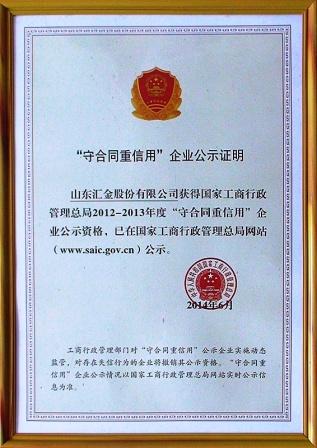 “守合同重信用”企业公示证明
山东汇金股份有限公司获得国家工商行政
管理总局2012-2013年度“守合同重信用”企
业公示资格，已在国家工商行政管理总局网站
（www.saic.gov.cn）公示。
2014年6月
工商行政管理部门对“守合同重信用”公示企业实施动态
监管，对存在失信行为的企业将撤销其公示资格。“守合同重
信用”企业公示情况以国家工商行政管理总局网站实时公示信
息为准。